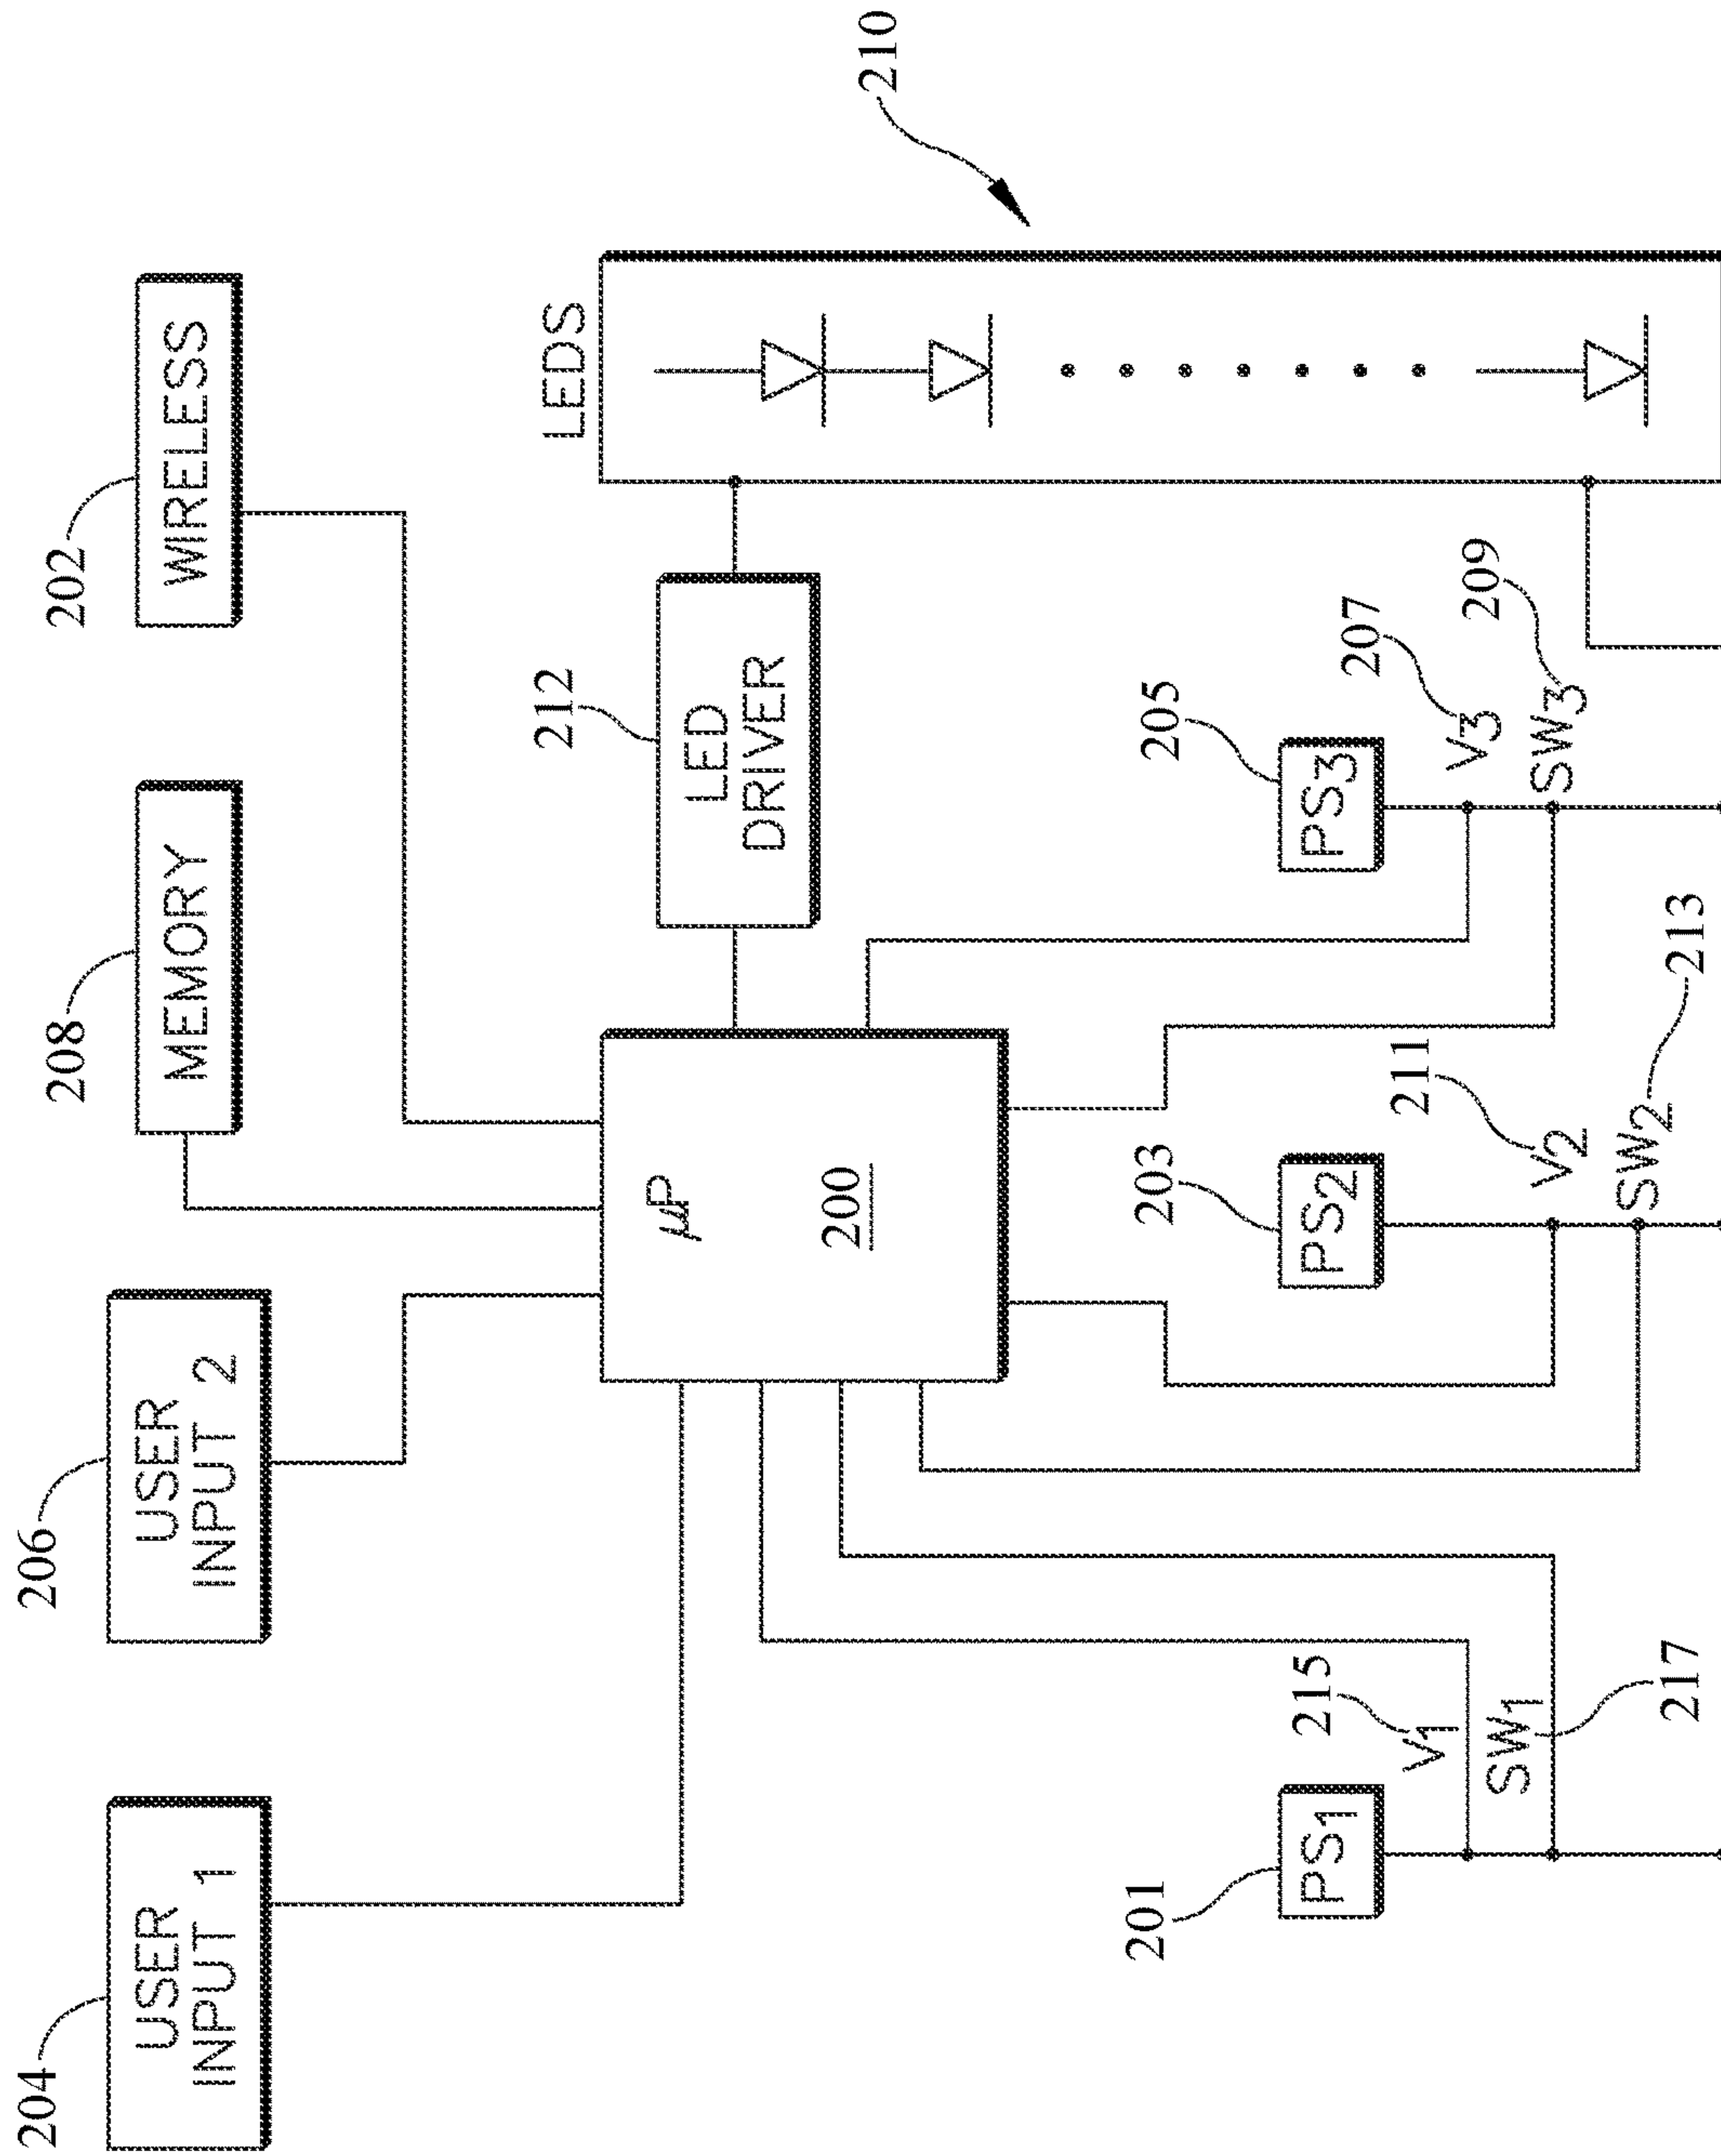 204
USER
INPUT 1
206
USER
INPUT 2
208
MEMORY
202
WIRELESS
μP
200
212
LED
DRIVER
LEDS
210
201
PS1
215
V1
SW1
217
203
PS2
211
V2
SW2
213
205
PS3
207
V3
SW3
209